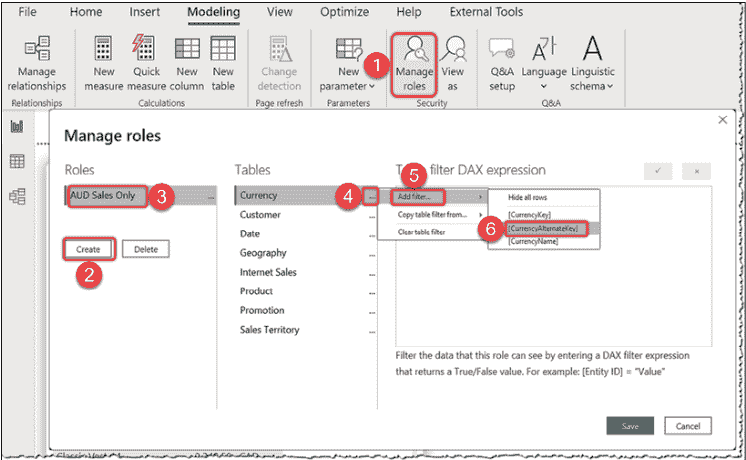 File Home Insert Modeling View Optimize Help External Tools
1
Manage relationships
New measure
Quick measure
New column
New table
Change detection
New parameter
Manage roles
View as
Q&A setup
Language
Linguistic schema
Relationships
Calculations
Page refresh
Parameters
Security
Q&A
Manage roles
Roles
Tables
Table filter DAX expression
AUD Sales Only
...
3
Create
Delete
2
Currency
...
4
Customer
...
Date
...
Geography
...
Internet Sales
...
Product
...
Promotion
...
Sales Territory
...
5
Add filter...
Copy table filter from...
Clear table filter
Hide all rows
[CurrencyKey]
6
[CurrencyAlternateKey]
[CurrencyName]
Filter the data that this role can see by entering a DAX filter expression
that returns a True/False value. For example: [Entity ID] = "Value"
Save
Cancel